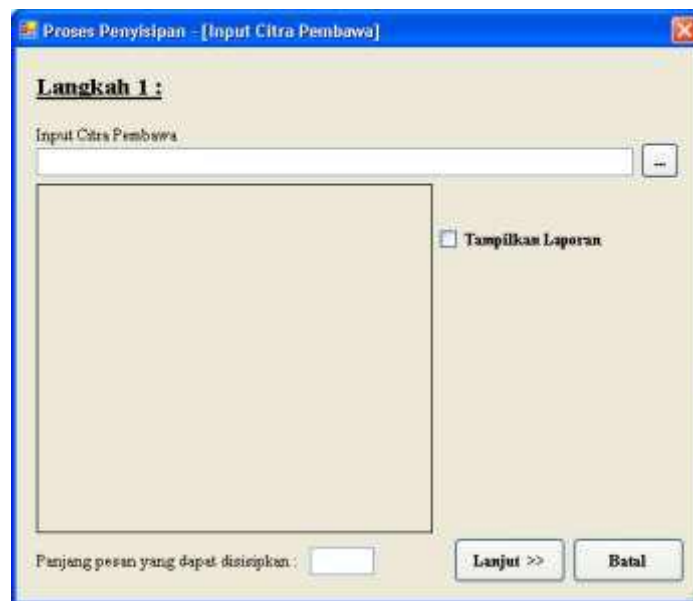 Proses Penyisipan - [Input Citra Pembawa]
Langkah 1 :
Input Citra Pembawa
...
Tampilkan Laporan
Panjang pesan yang dapat disisipkan :
Lanjut >>
Batal